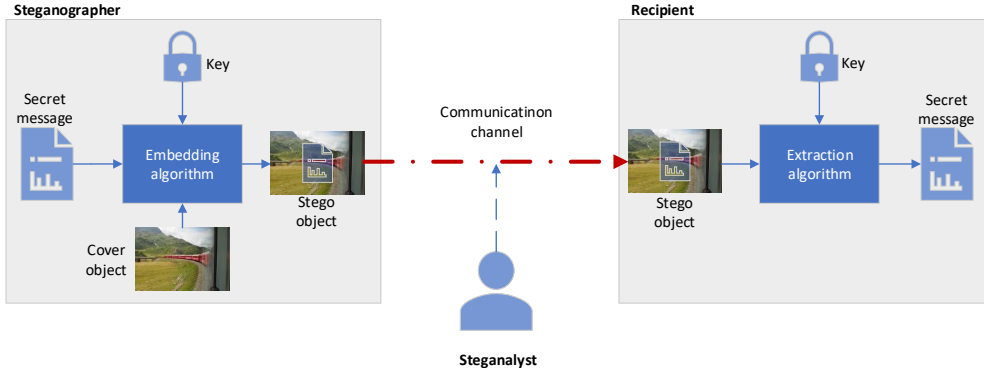 Steganographer
Key
Secret
message
Embedding
algorithm
Stego
object
Cover
object
Communicatinon
channel
Steganalyst
Recipient
Key
Secret
message
Extraction
algorithm
Stego
object